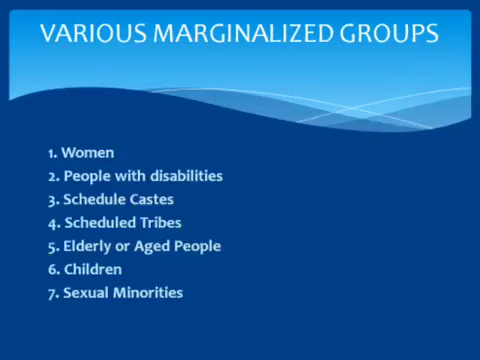 VARIOUS MARGINALIZED GROUPS
1. Women
2. People with disabilities
3. Schedule Castes
4. Scheduled Tribes
5. Elderly or Aged People
6. Children
7. Sexual Minorities